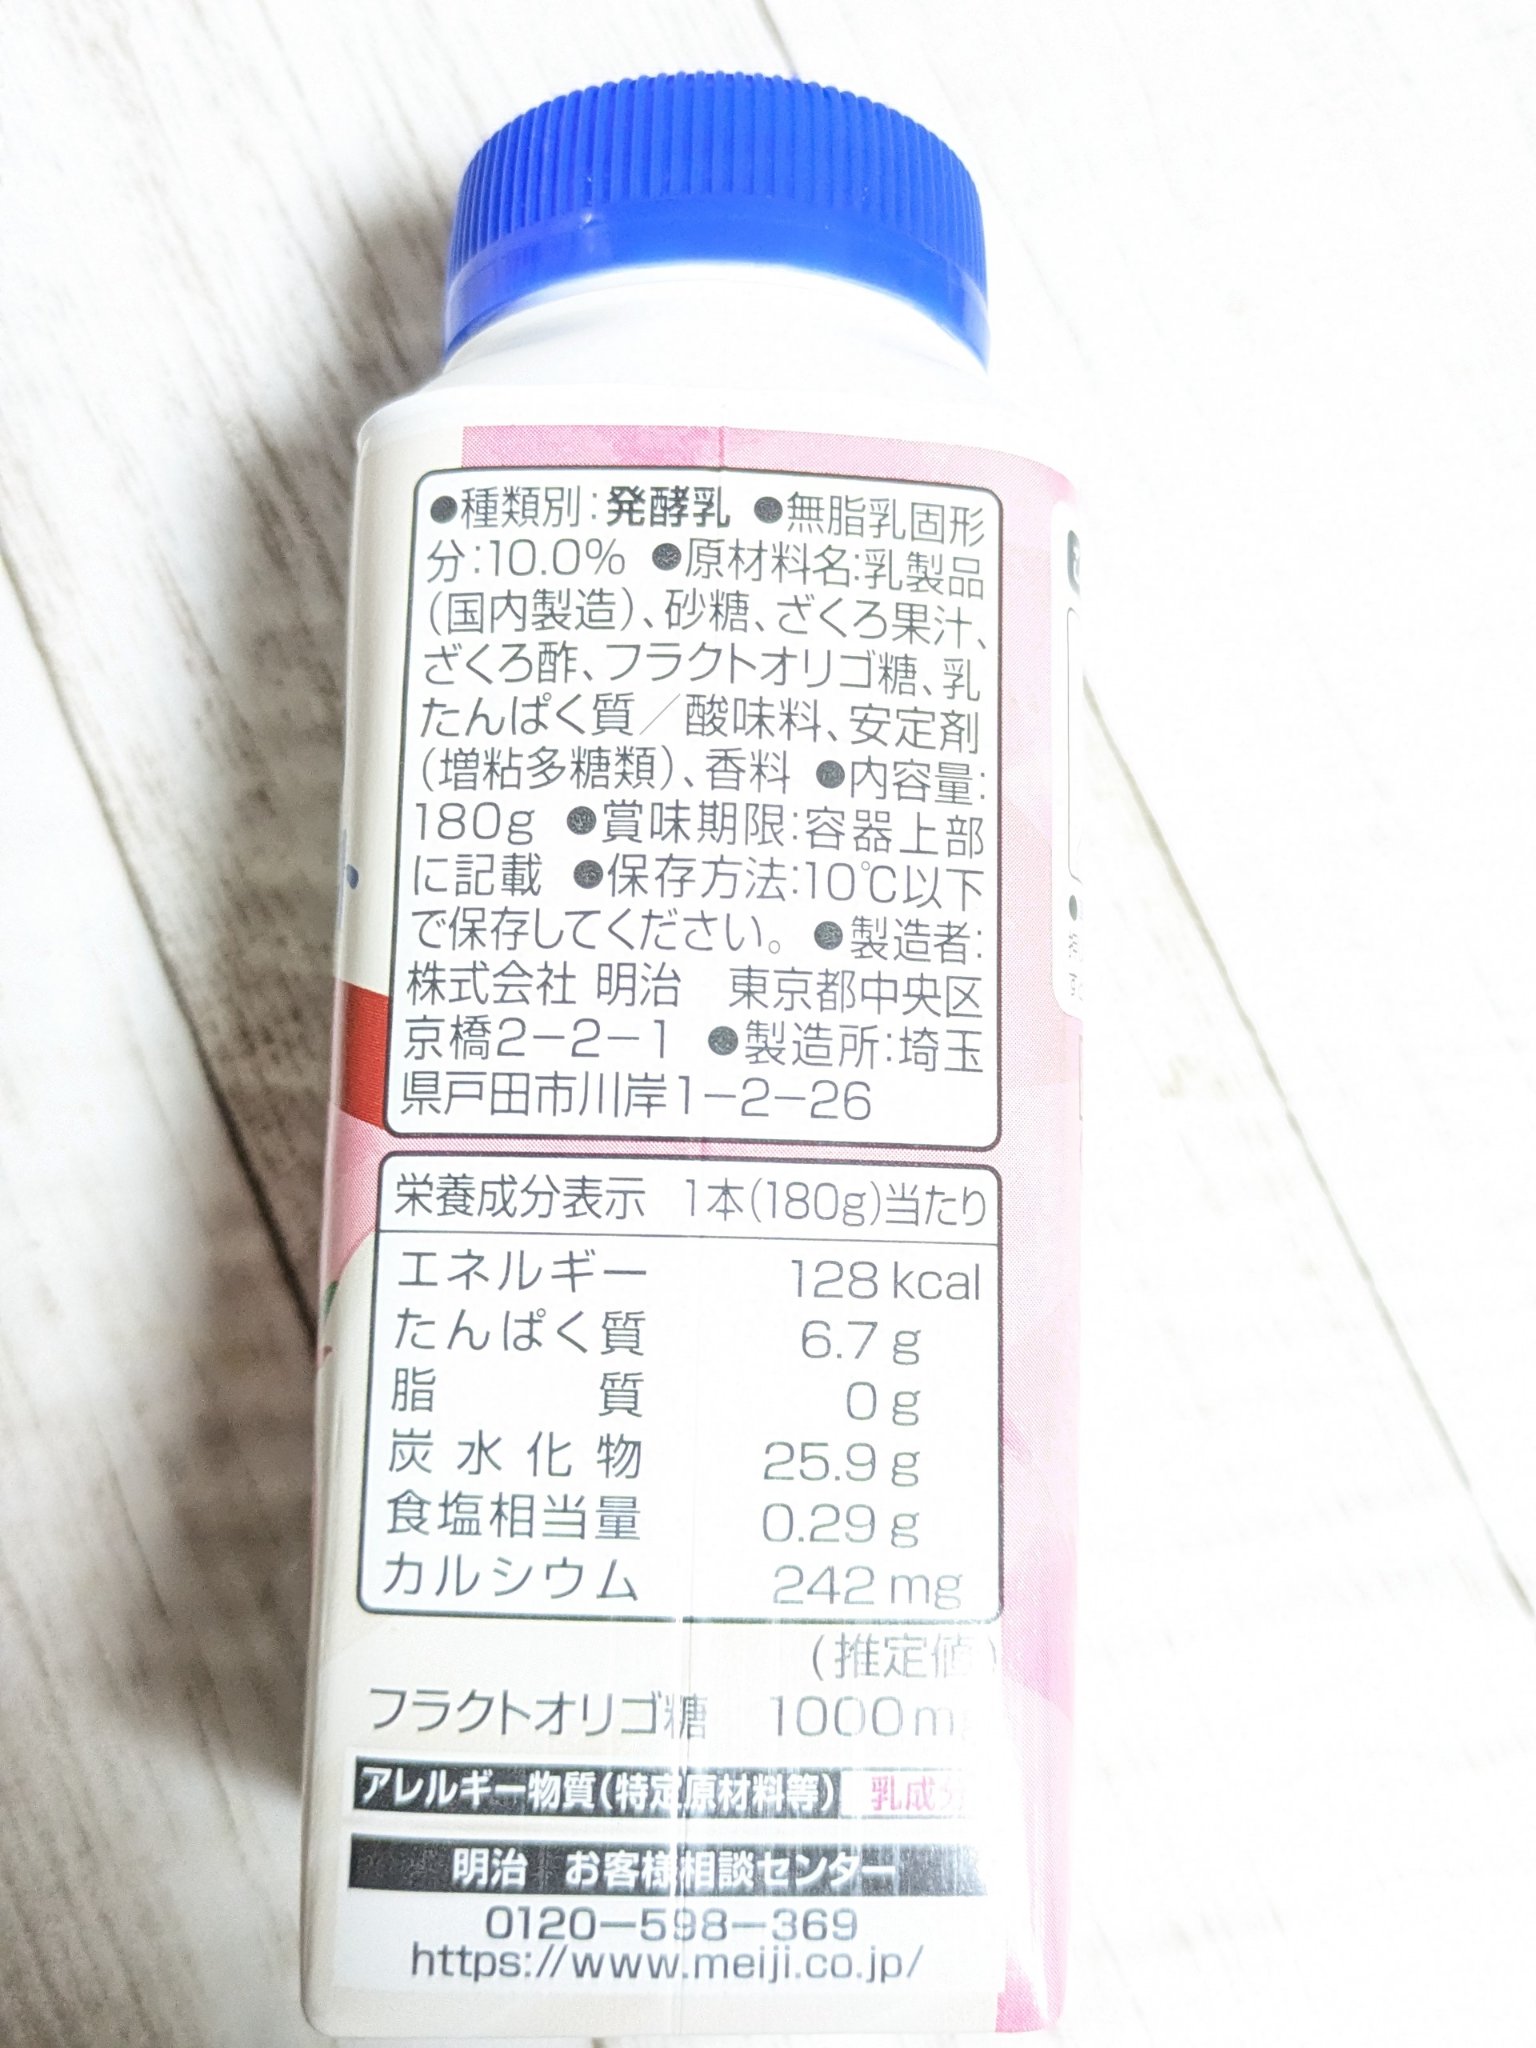 ●種類別：発酵乳 ●無脂乳固形
分：10.0% ●原材料名：乳製品
（国内製造）、砂糖、ざくろ果汁、
ざくろ酢、フラクトオリゴ糖、乳
たんぱく質／酸味料、安定剤
（増粘多糖類）、香料 ●内容量：
180g ●賞味期限：容器上部
に記載 ●保存方法：10℃以下
で保存してください。 ●製造者：
株式会社 明治　東京都中央区
京橋2−2−1 ●製造所：埼玉
県戸田市川岸1−2−26
栄養成分表示　1本（180g）当たり
エネルギー 128 kcal
たんぱく質 6.7 g
脂質 0 g
炭水化物 25.9 g
食塩相当量 0.29 g
カルシウム 242 mg
（推定値）
フラクトオリゴ糖 1000mg
アレルギー物質（特定原材料等） 乳成分
明治　お客様相談センター
0120−598−369
https://www.meiji.co.jp/